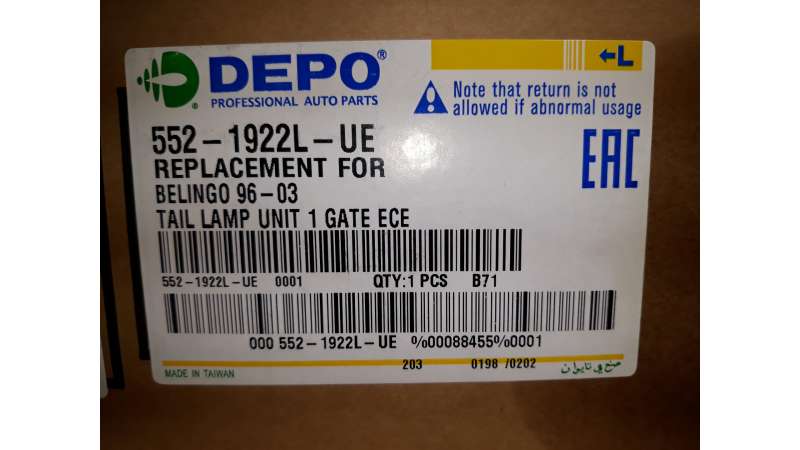 DEPO®
PROFESSIONAL AUTO PARTS
←L
Note that return is not
allowed if abnormal usage
552-1922L-UE
REPLACEMENT FOR
BELINGO 96-03
TAIL LAMP UNIT 1 GATE ECE
EAC
552-1922L-UE 0001 QTY:1 PCS B71
000 552-1922L-UE %00088455%0001
203 0198 /0202
MADE IN TAIWAN
صنع في تايوان